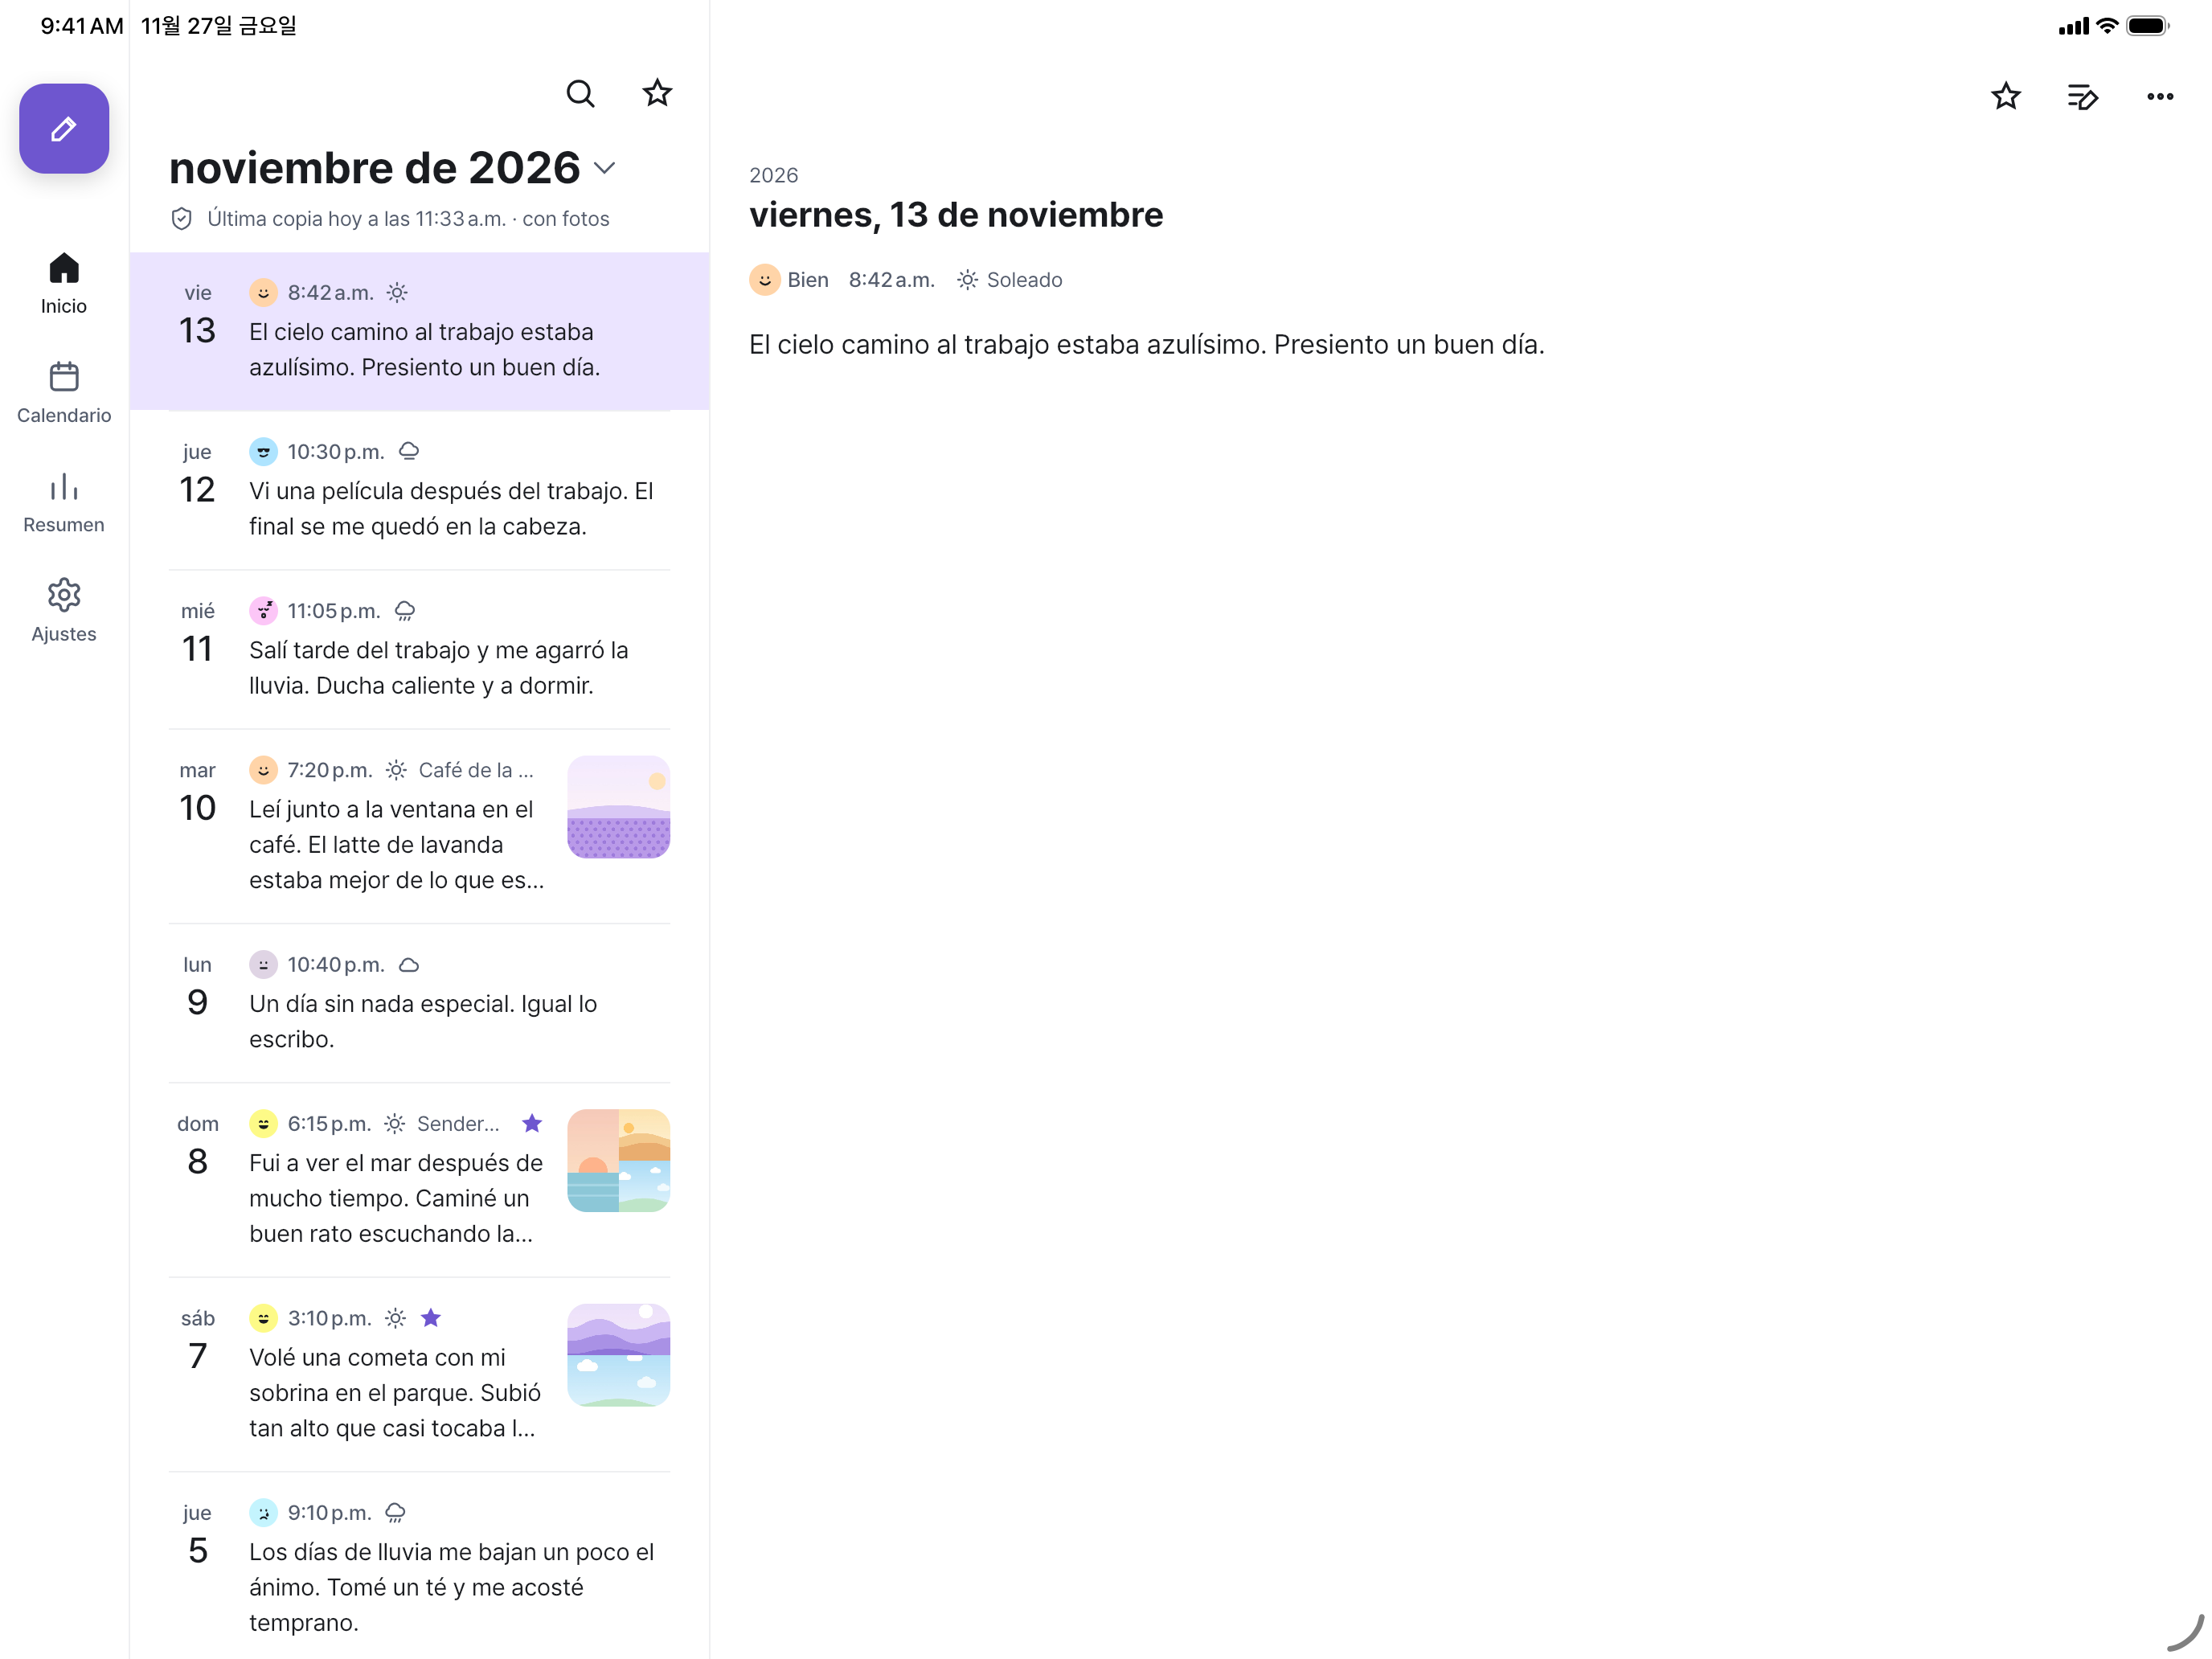 9:41 AM 11월 27일 금요일
Inicio
Calendario
Resumen
Ajustes
noviembre de 2026
Última copia hoy a las 11:33 a.m. · con fotos
vie
13
8:42 a.m.
El cielo camino al trabajo estaba
azulísimo. Presiento un buen día.
jue
12
10:30 p.m.
Vi una película después del trabajo. El
final se me quedó en la cabeza.
mié
11
11:05 p.m.
Salí tarde del trabajo y me agarró la
lluvia. Ducha caliente y a dormir.
mar
10
7:20 p.m. Café de la ...
Leí junto a la ventana en el
café. El latte de lavanda
estaba mejor de lo que es...
lun
9
10:40 p.m.
Un día sin nada especial. Igual lo
escribo.
dom
8
6:15 p.m. Sender...
Fui a ver el mar después de
mucho tiempo. Caminé un
buen rato escuchando la...
sáb
7
3:10 p.m.
Volé una cometa con mi
sobrina en el parque. Subió
tan alto que casi tocaba l...
jue
5
9:10 p.m.
Los días de lluvia me bajan un poco el
ánimo. Tomé un té y me acosté
temprano.
2026
viernes, 13 de noviembre
Bien 8:42 a.m. Soleado
El cielo camino al trabajo estaba azulísimo. Presiento un buen día.